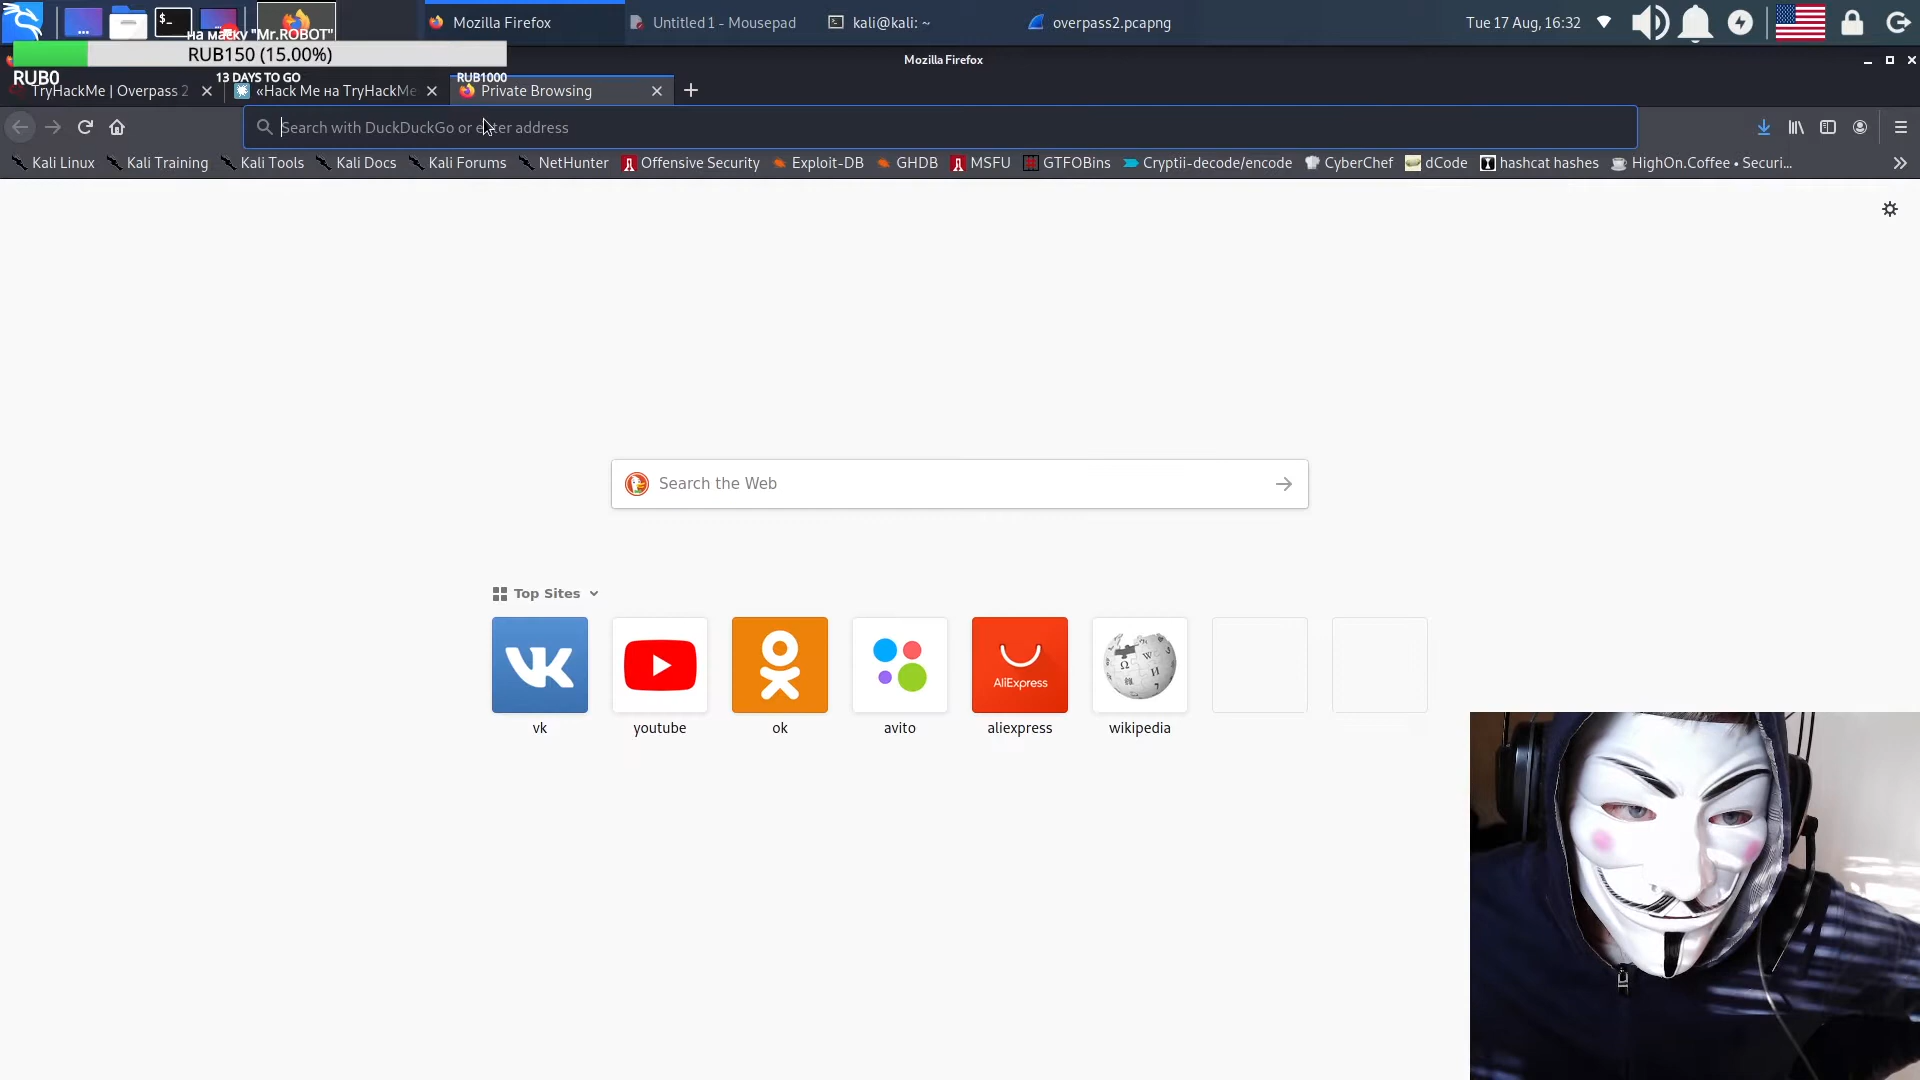 Mozilla Firefox
Untitled 1 - Mousepad
kali@kali: ~
overpass2.pcapng
Tue 17 Aug, 16:32
на маску "Mr.ROBOT"
RUB150 (15.00%)
Mozilla Firefox
RUB0
13 DAYS TO GO
RUB1000
TryHackMe | Overpass 2
«Hack Me на TryHackMe
Private Browsing
Search with DuckDuckGo or enter address
Kali Linux
Kali Training
Kali Tools
Kali Docs
Kali Forums
NetHunter
Offensive Security
Exploit-DB
GHDB
MSFU
GTFOBins
Cryptii-decode/encode
CyberChef
dCode
hashcat hashes
HighOn.Coffee • Securi...
Search the Web
Top Sites
AliExpress
vk
youtube
ok
avito
aliexpress
wikipedia